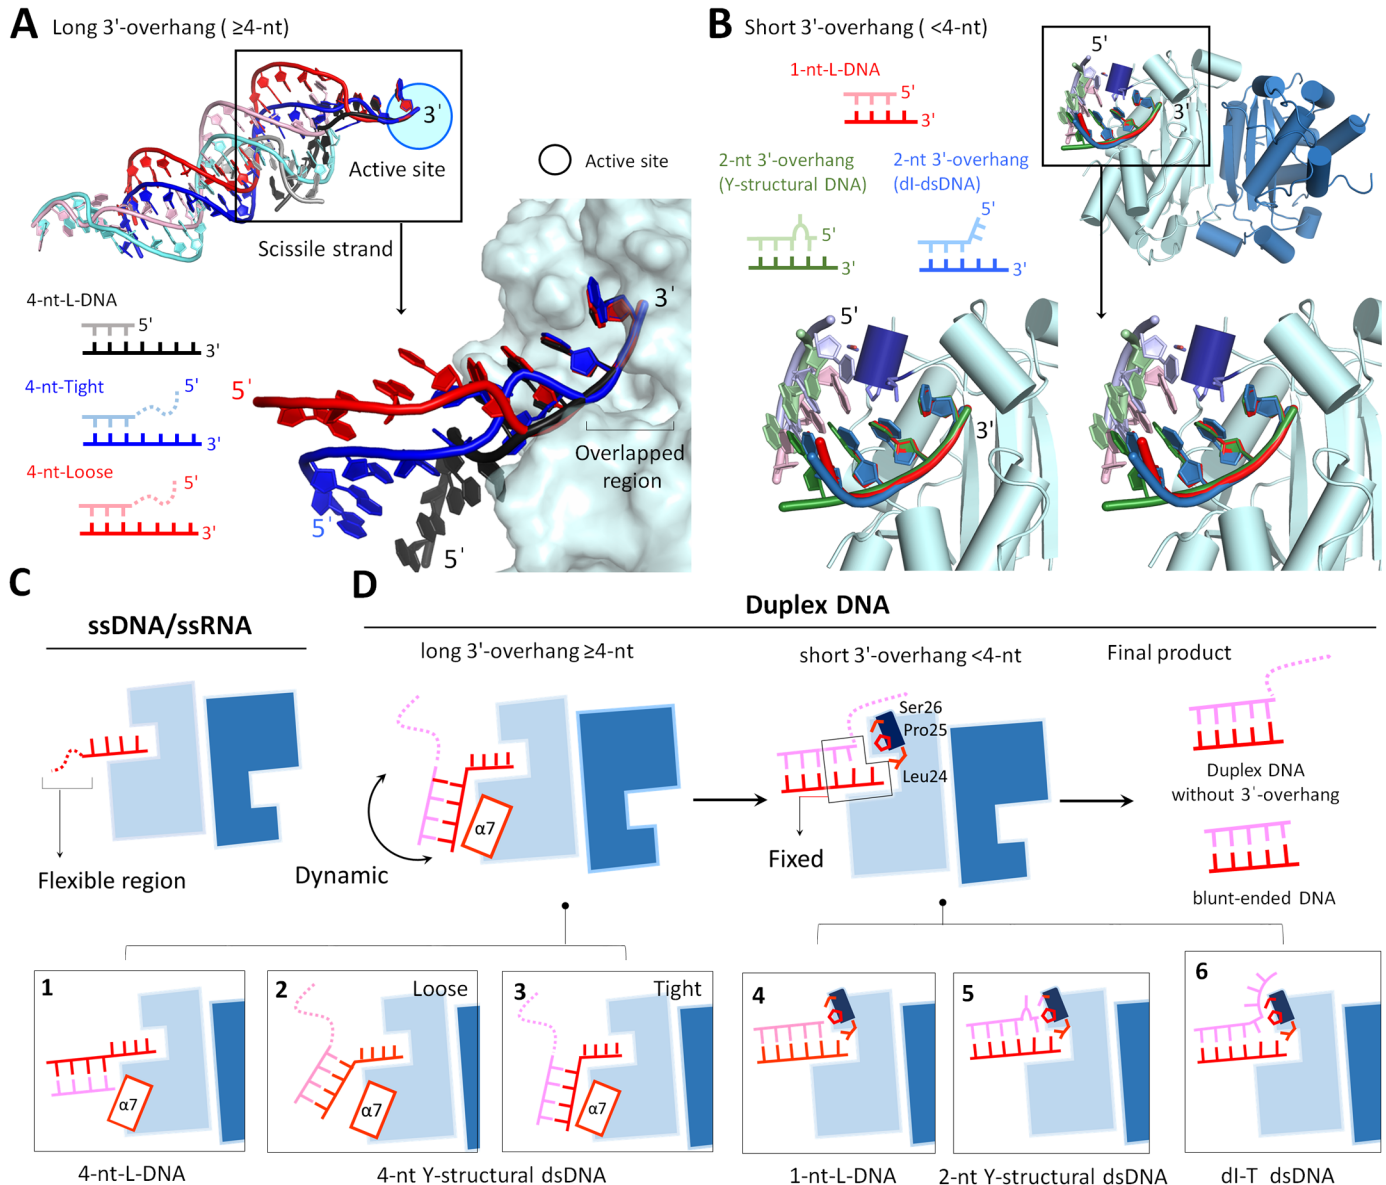 A Long 3'-overhang ( ≥4-nt)
3'
Active site
Active site
Scissile strand
4-nt-L-DNA
5'
3'
4-nt-Tight
5'
3'
4-nt-Loose
5'
3'
3'
5'
5'
5'
Overlapped
region
B Short 3'-overhang ( <4-nt)
1-nt-L-DNA
5'
3'
2-nt 3'-overhang
(Y-structural DNA)
5'
3'
2-nt 3'-overhang
(dI-dsDNA)
5'
3'
5'
3'
5'
3'
C
ssDNA/ssRNA
Flexible region
D
Duplex DNA
long 3'-overhang ≥4-nt
α7
Dynamic
short 3'-overhang <4-nt
Ser26
Pro25
Leu24
Fixed
Final product
Duplex DNA
without 3'-overhang
blunt-ended DNA
1
α7
4-nt-L-DNA
2 Loose
α7
3 Tight
α7
4-nt Y-structural dsDNA
4
1-nt-L-DNA
5
2-nt Y-structural dsDNA
6
dI-T dsDNA